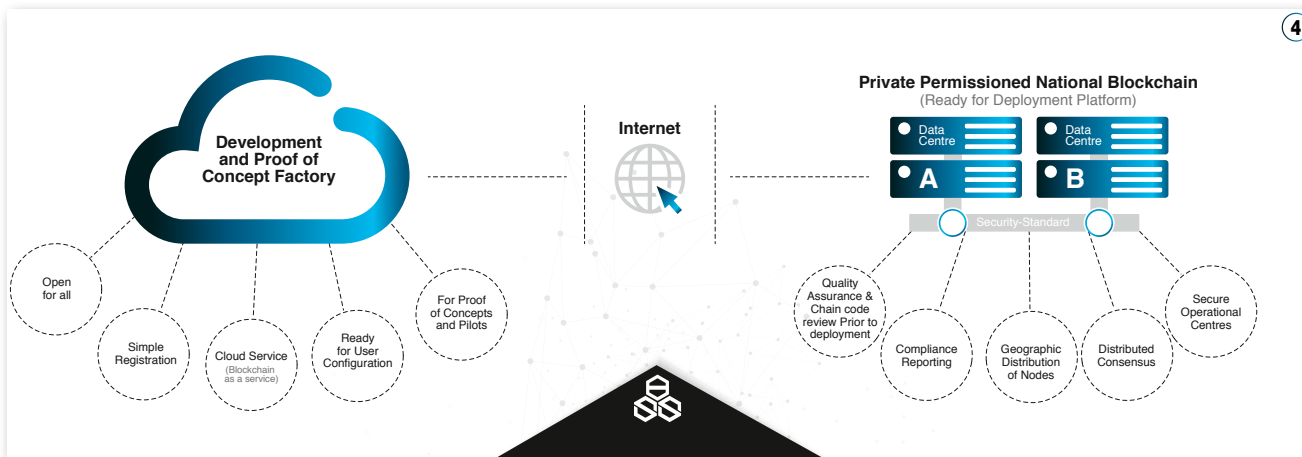 4
Development
and Proof of
Concept Factory
Open
for all
Simple
Registration
Cloud Service
(Blockchain
as a service)
Ready
for User
Configuration
For Proof
of Concepts
and Pilots
Internet
Private Permissioned National Blockchain
(Ready for Deployment Platform)
Data
Centre
A
Data
Centre
B
Security-Standard
Quality
Assurance &
Chain code
review Prior to
deployment
Compliance
Reporting
Geographic
Distribution
of Nodes
Distributed
Consensus
Secure
Operational
Centres